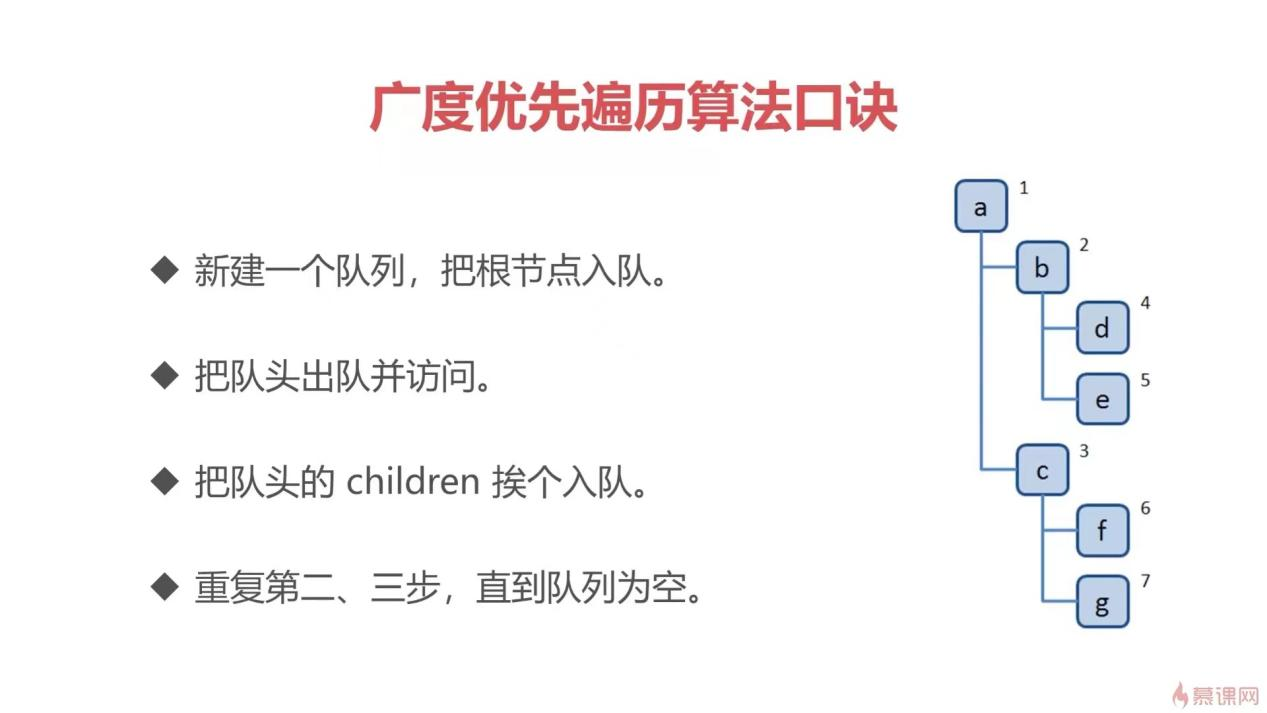 广度优先遍历算法口诀
◆ 新建一个队列，把根节点入队。
◆ 把队头出队并访问。
◆ 把队头的 children 挨个入队。
◆ 重复第二、三步，直到队列为空。
a 1
b 2
d 4
e 5
c 3
f 6
g 7
慕课网